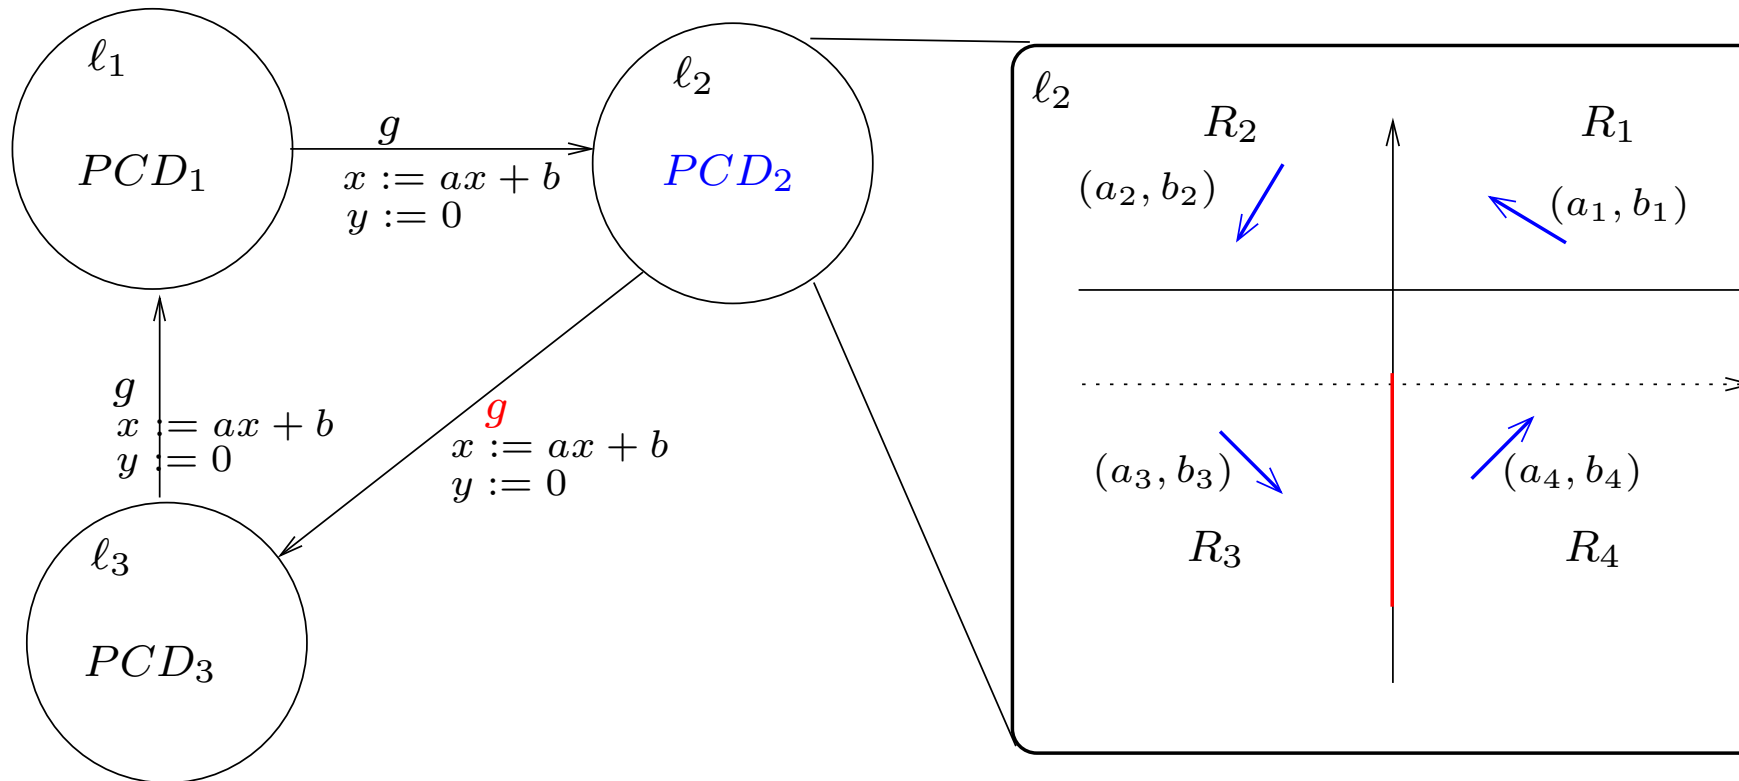 ℓ₁
PCD₁
g
x := ax + b
y := 0
ℓ₂
PCD₂
g
x := ax + b
y := 0
g
x := ax + b
y := 0
ℓ₃
PCD₃
ℓ₂
R₂
R₁
(a₂, b₂)
(a₁, b₁)
(a₃, b₃)
(a₄, b₄)
R₃
R₄